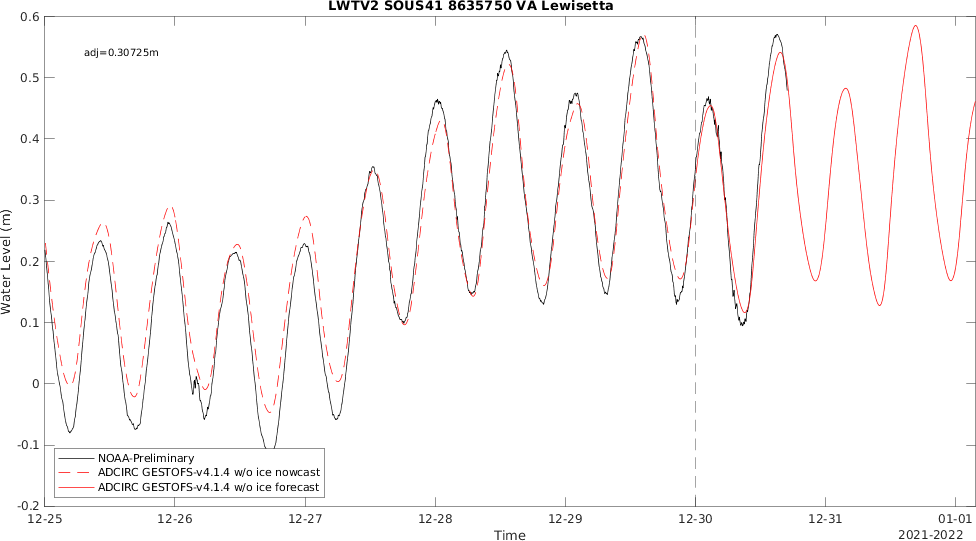 LWTV2 SOUS41 8635750 VA Lewisetta
adj=0.30725m
0.6
0.5
0.4
0.3
0.2
0.1
0
-0.1
-0.2
Water Level (m)
NOAA-Preliminary
ADCIRC GESTOFS-v4.1.4 w/o ice nowcast
ADCIRC GESTOFS-v4.1.4 w/o ice forecast
12-25 12-26 12-27 12-28 12-29 12-30 12-31 01-01
Time
2021-2022